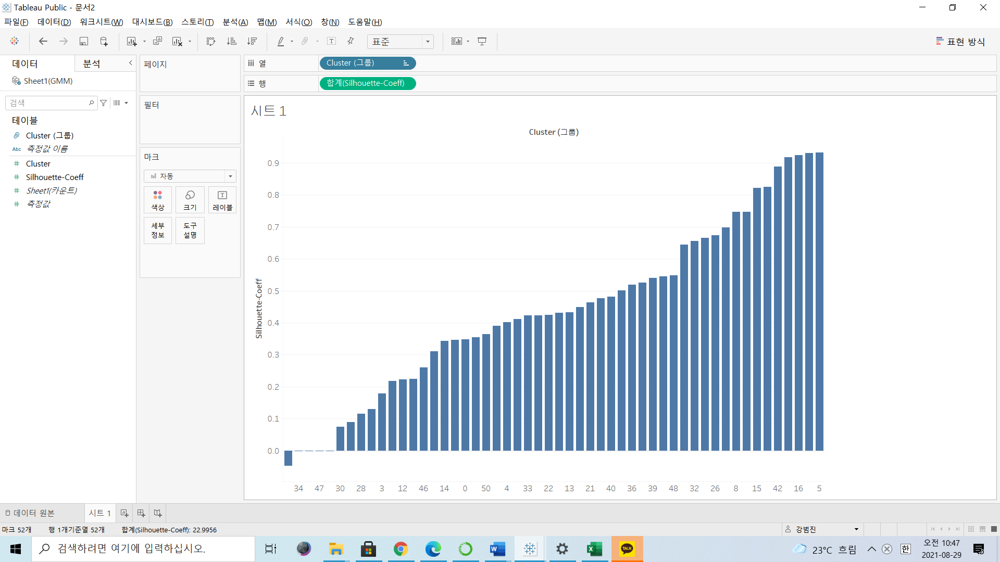 Tableau Public - 문서2
파일(F) 데이터(D) 워크시트(W) 대시보드(B) 스토리(T) 분석(A) 맵(M) 서식(O) 창(N) 도움말(H)
표준
표현 방식
데이터 분석
Sheet1(GMM)
검색
테이블
Cluster (그룹)
Abc 측정값 이름
Cluster
Silhouette-Coeff
Sheet1(카운트)
측정값
페이지
필터
마크
자동
색상 크기 레이블
세부 정보
도구 설명
열 Cluster (그룹)
행 합계(Silhouette-Coeff)
시트 1
Cluster (그룹)
Silhouette-Coeff
0.9
0.8
0.7
0.6
0.5
0.4
0.3
0.2
0.1
0.0
34 47 30 28 3 12 46 14 0 50 4 33 22 13 21 40 36 39 48 32 26 8 15 42 16 5
데이터 원본 시트 1
마크 52개 행 1개기준열 52개 합계(Silhouette-Coeff): 22.9956
강범진
검색하려면 여기에 입력하십시오.
TALK
23°C 흐림
한
오전 10:47
2021-08-29